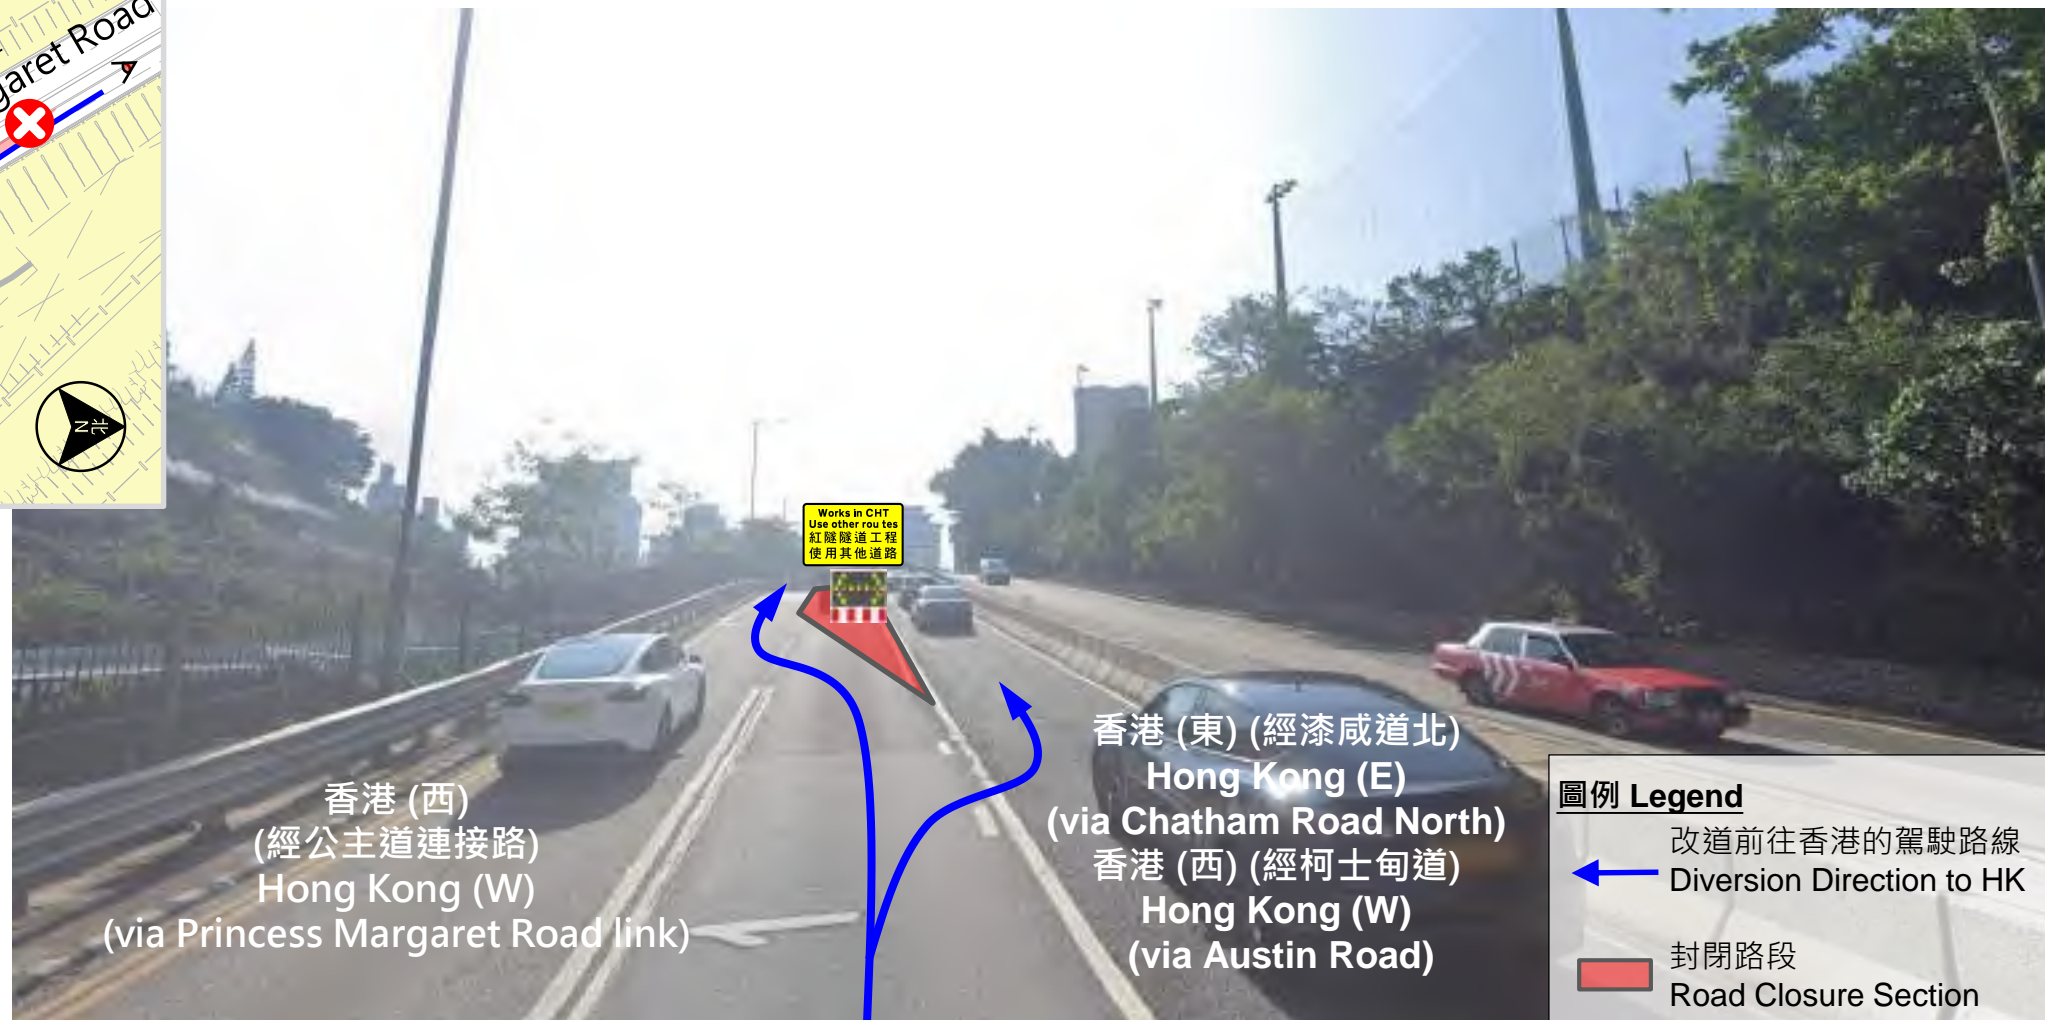 garet Road
A
北
N
Works in CHT
Use other rou tes
紅隧隧道工程
使用其他道路
香港 (西)
(經公主道連接路)
Hong Kong (W)
(via Princess Margaret Road link)
香港 (東) (經漆咸道北)
Hong Kong (E)
(via Chatham Road North)
香港 (西) (經柯士甸道)
Hong Kong (W)
(via Austin Road)
圖例 Legend
改道前往香港的駕駛路線
Diversion Direction to HK
封閉路段
Road Closure Section